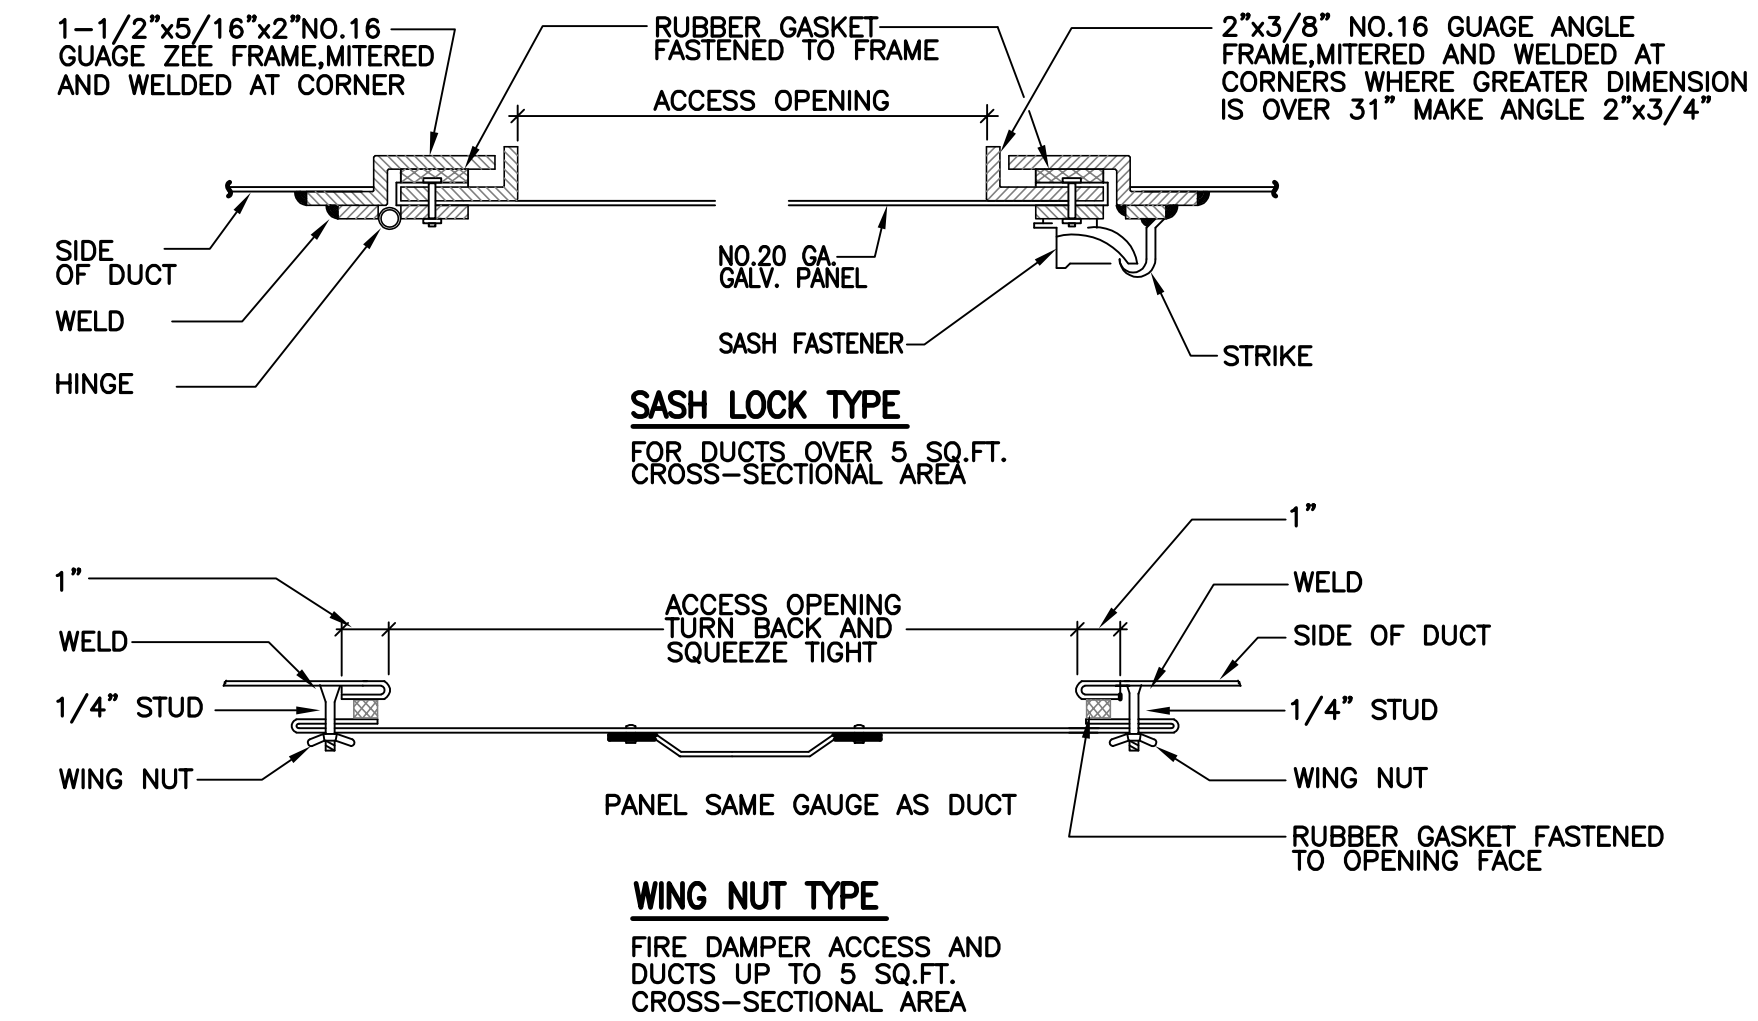 1-1/2"x5/16"x2"NO.16
GUAGE ZEE FRAME,MITERED
AND WELDED AT CORNER
RUBBER GASKET
FASTENED TO FRAME
ACCESS OPENING
2"x3/8" NO.16 GUAGE ANGLE
FRAME,MITERED AND WELDED AT
CORNERS WHERE GREATER DIMENSION
IS OVER 31" MAKE ANGLE 2"x3/4"
SIDE
OF DUCT
WELD
HINGE
NO.20 GA.
GALV. PANEL
SASH FASTENER
STRIKE
SASH LOCK TYPE
FOR DUCTS OVER 5 SQ.FT.
CROSS-SECTIONAL AREA
1"
WELD
1/4" STUD
WING NUT
ACCESS OPENING
TURN BACK AND
SQUEEZE TIGHT
1"
WELD
SIDE OF DUCT
1/4" STUD
WING NUT
RUBBER GASKET FASTENED
TO OPENING FACE
PANEL SAME GAUGE AS DUCT
WING NUT TYPE
FIRE DAMPER ACCESS AND
DUCTS UP TO 5 SQ.FT.
CROSS-SECTIONAL AREA